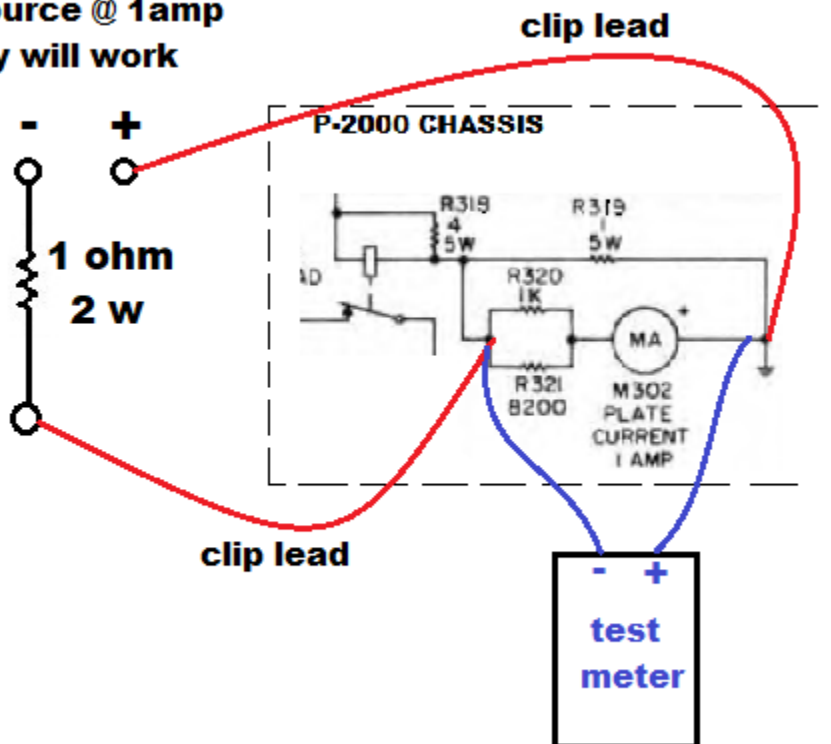 ource @ 1amp
y will work
clip lead
- +
P-2000 CHASSIS
1 ohm
2 w
R318
4
5W
R319
1
5W
AD
R320
1K
+
MA
R321
8200
M302
PLATE
CURRENT
1 AMP
clip lead
- +
test
meter